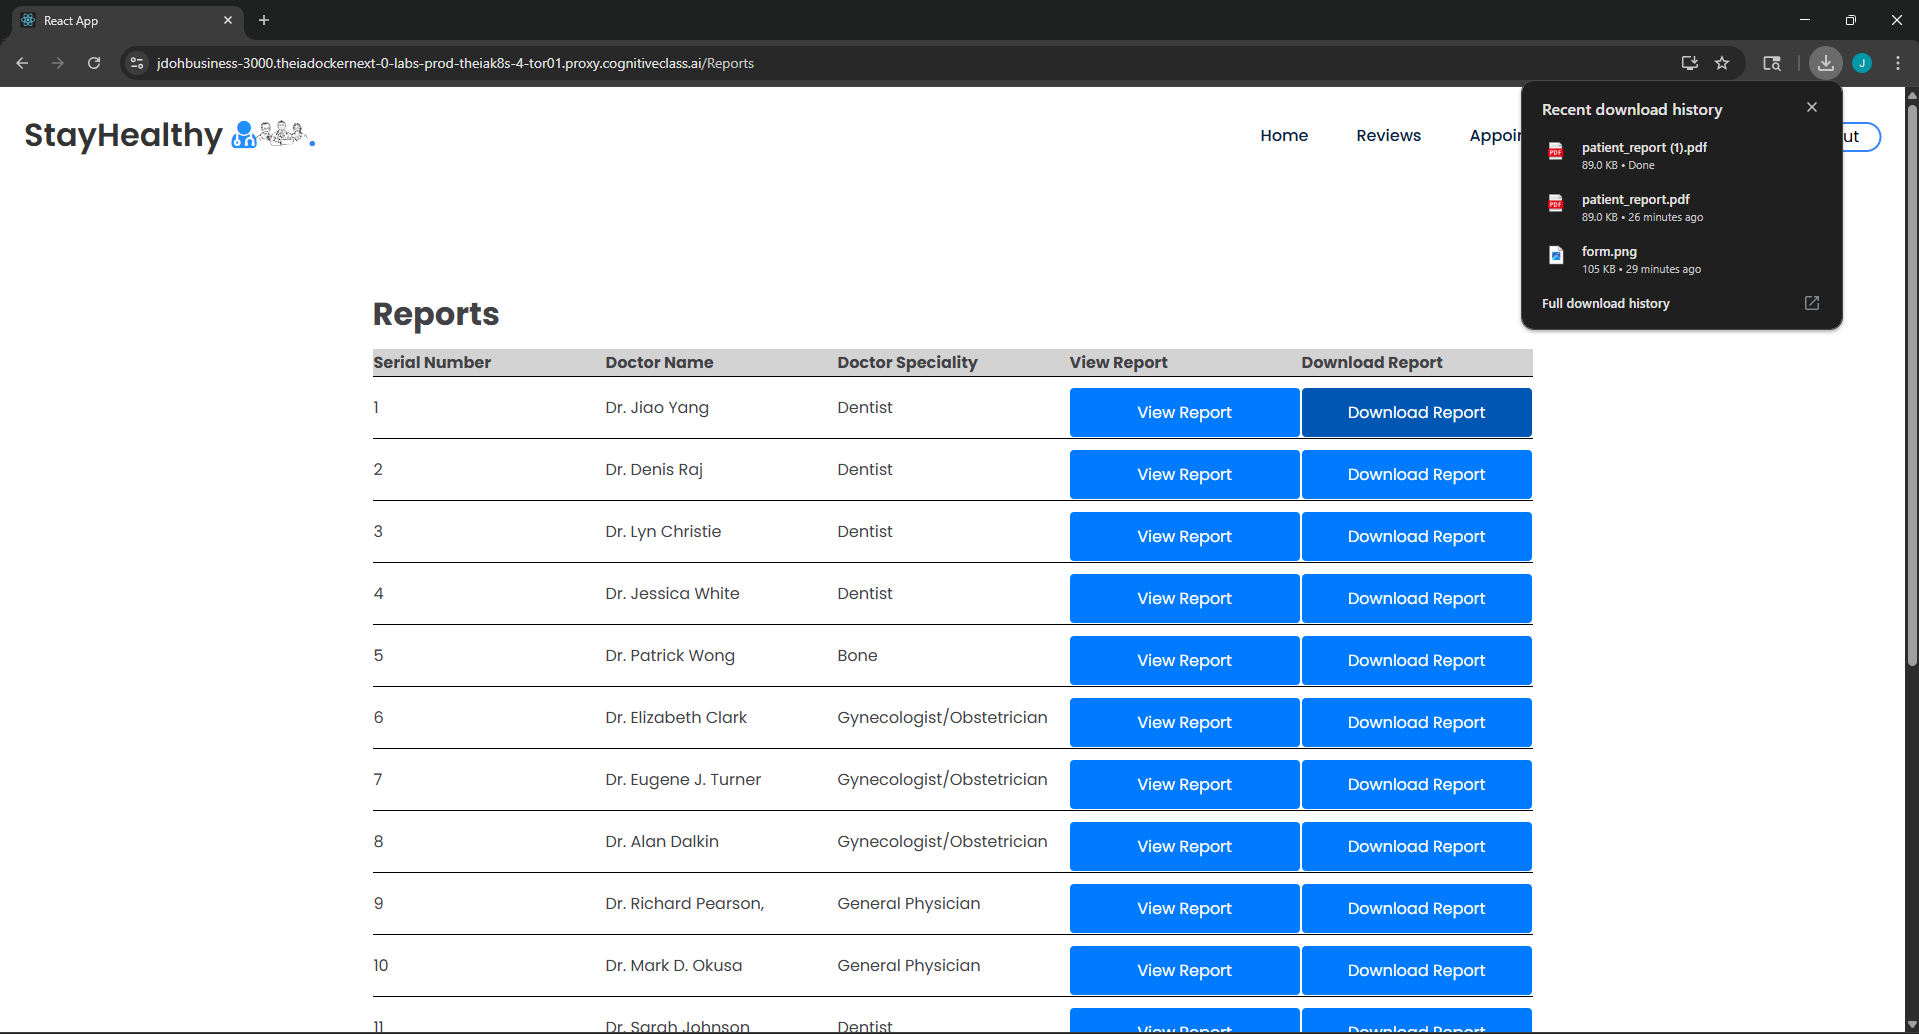 React App
jdohbusiness-3000.theiadockernext-0-labs-prod-theiak8s-4-tor01.proxy.cognitiveclass.ai/Reports
J
StayHealthy .
Home Reviews Appoin ut
Recent download history
PDF patient_report (1).pdf
89.0 KB • Done
PDF patient_report.pdf
89.0 KB • 26 minutes ago
form.png
105 KB • 29 minutes ago
Full download history
Reports
Serial Number Doctor Name Doctor Speciality View Report Download Report
1 Dr. Jiao Yang Dentist View Report Download Report
2 Dr. Denis Raj Dentist View Report Download Report
3 Dr. Lyn Christie Dentist View Report Download Report
4 Dr. Jessica White Dentist View Report Download Report
5 Dr. Patrick Wong Bone View Report Download Report
6 Dr. Elizabeth Clark Gynecologist/Obstetrician View Report Download Report
7 Dr. Eugene J. Turner Gynecologist/Obstetrician View Report Download Report
8 Dr. Alan Dalkin Gynecologist/Obstetrician View Report Download Report
9 Dr. Richard Pearson, General Physician View Report Download Report
10 Dr. Mark D. Okusa General Physician View Report Download Report
11 Dr. Sarah Johnson Dentist View Report Download Report